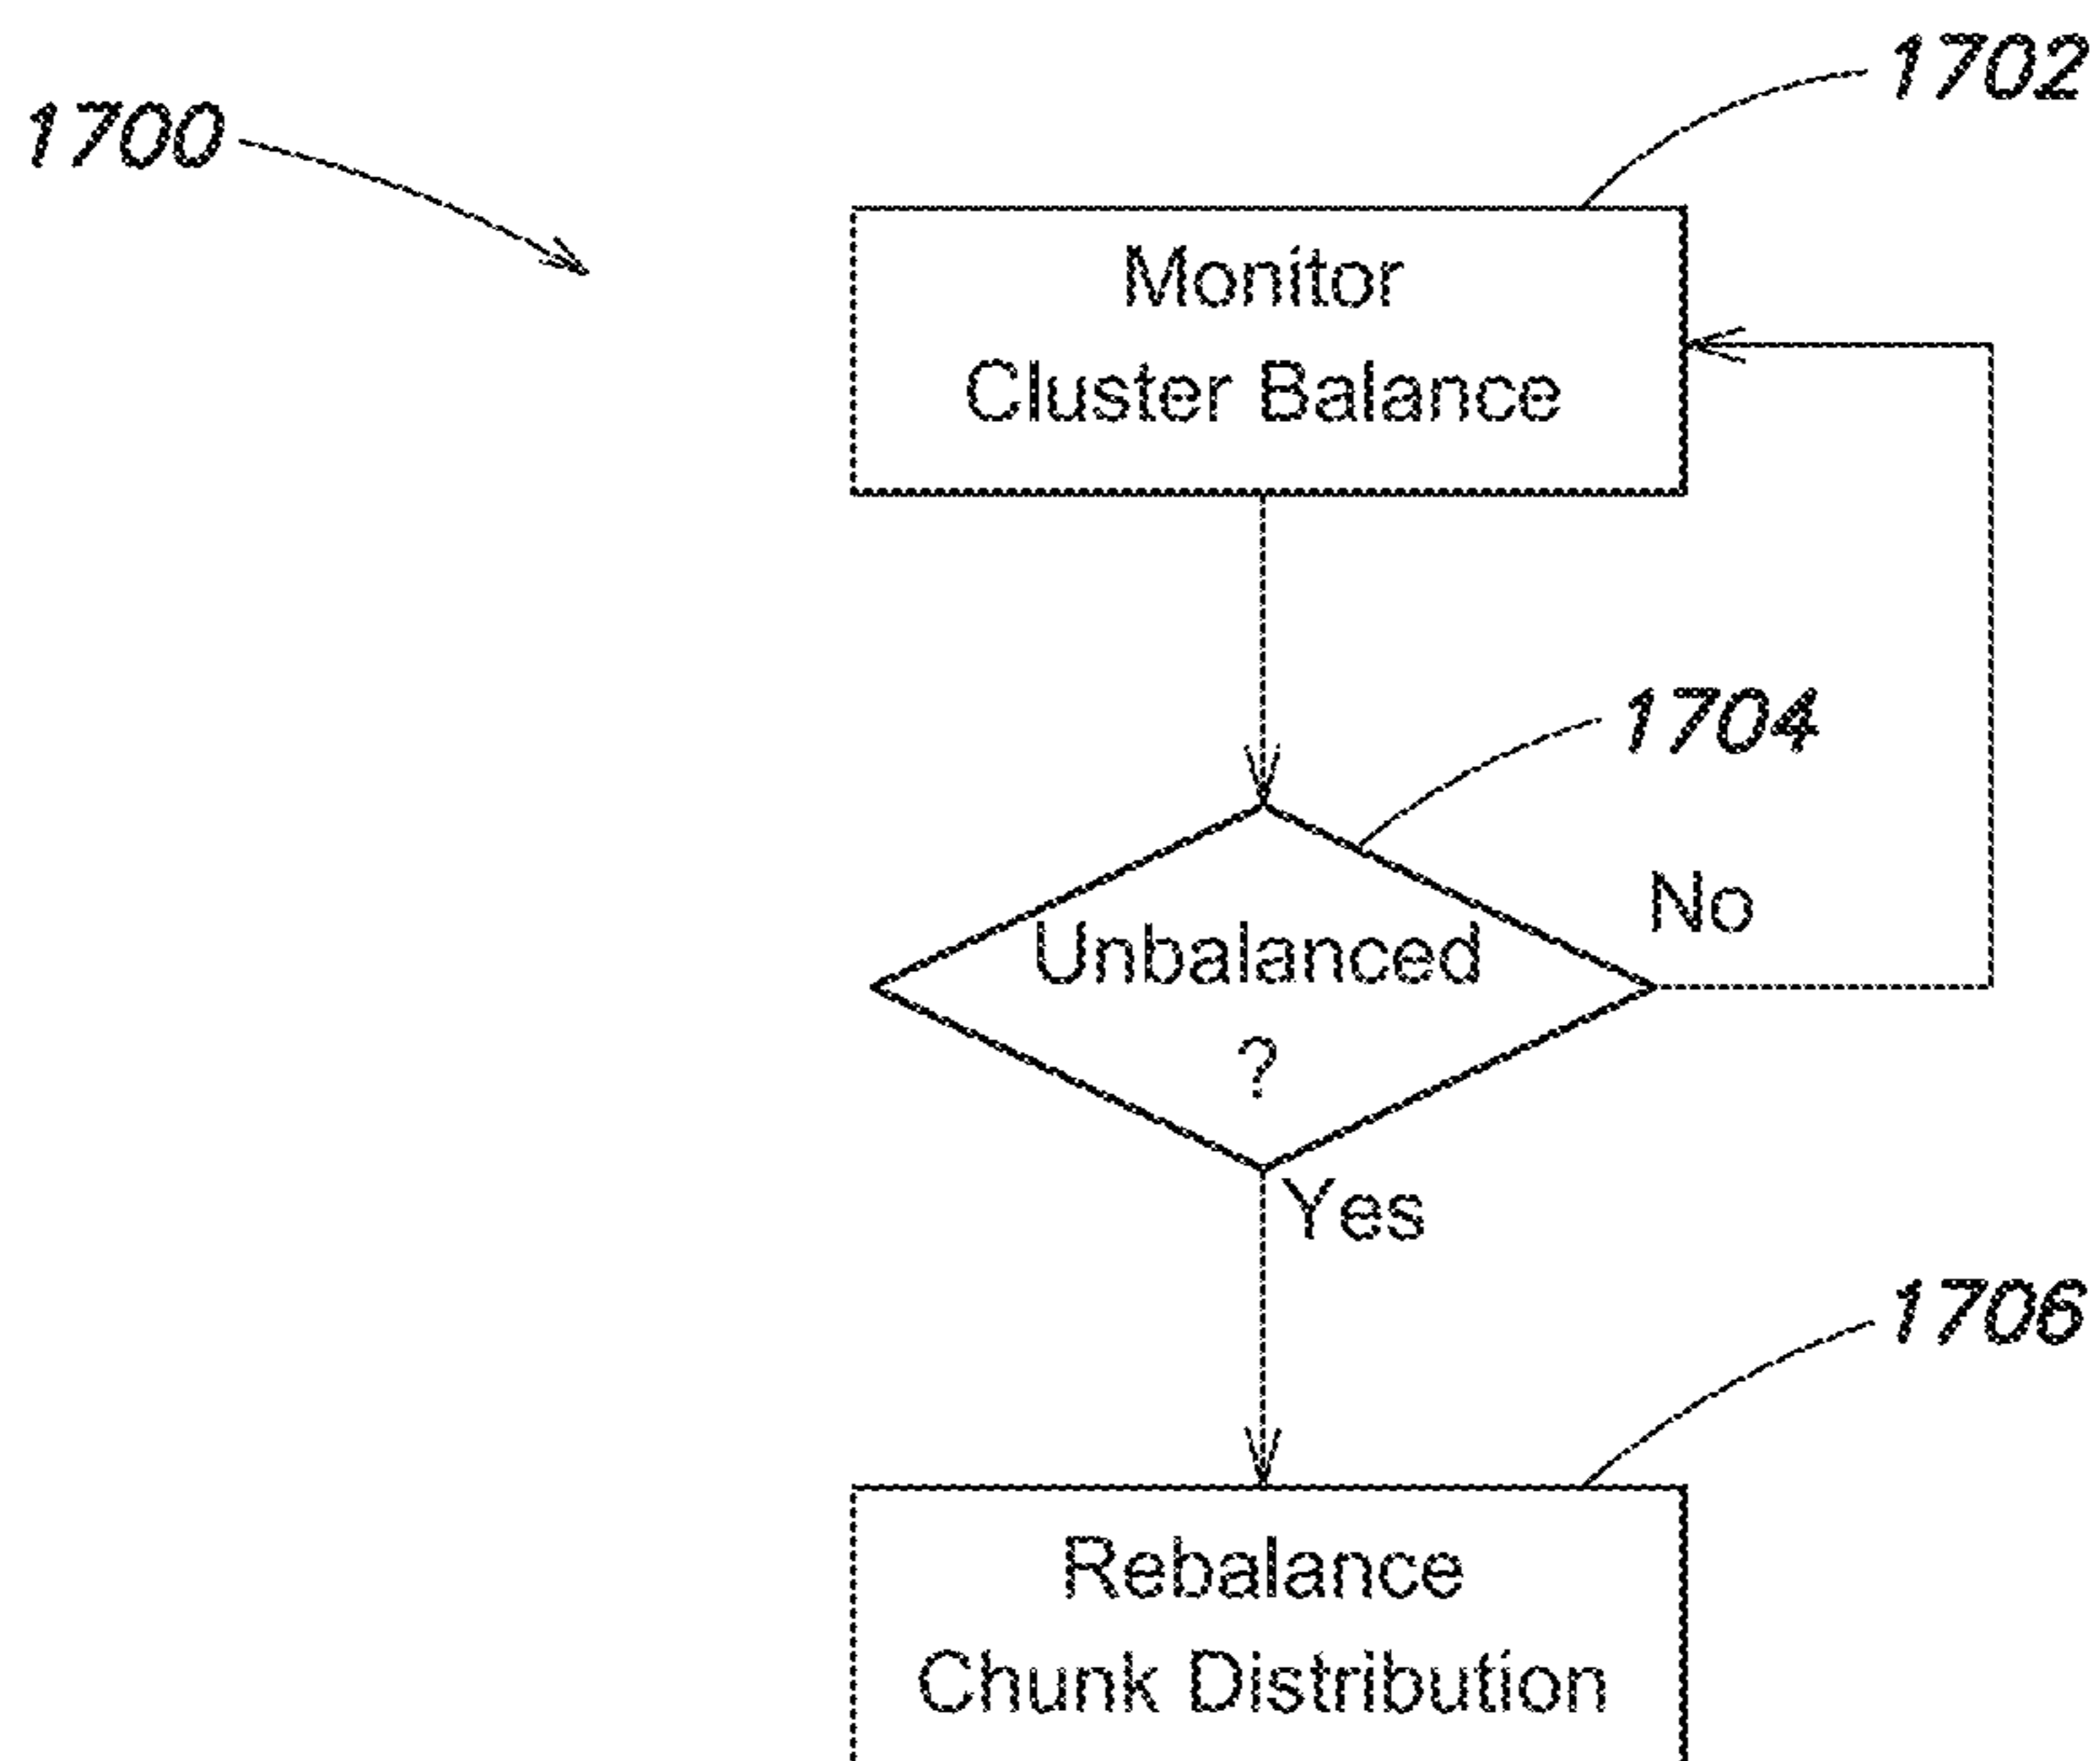 1700
1702
Monitor
Cluster Balance
1704
Unbalanced
?
No
Yes
1706
Rebalance
Chunk Distribution